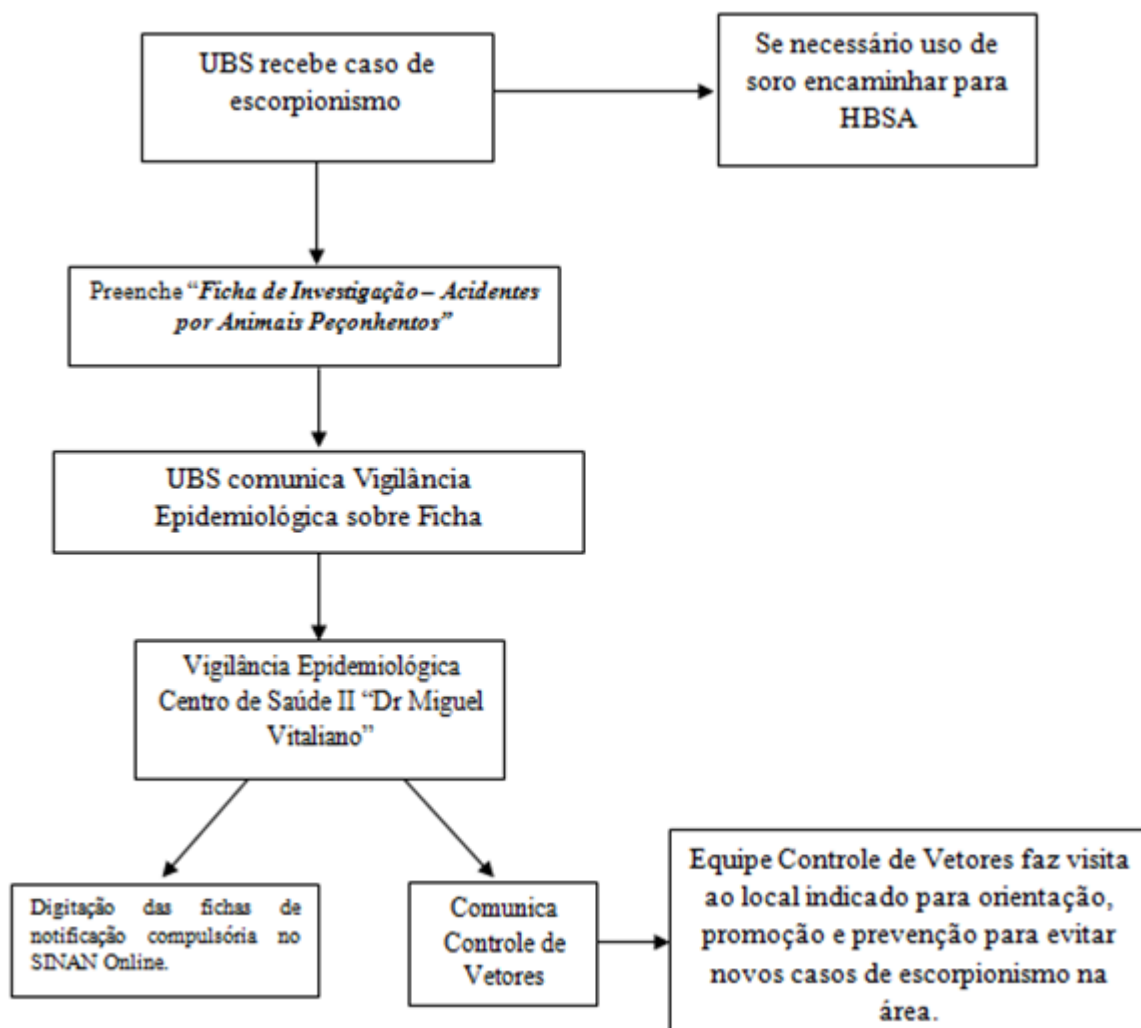 UBS recebe caso de
escorpionismo
Se necessário uso de
soro encaminhar para
HBSA
Preenche “Ficha de Investigação – Acidentes
por Animais Peçonhentos”
UBS comunica Vigilância
Epidemiológica sobre Ficha
Vigilância Epidemiológica
Centro de Saúde II “Dr Miguel
Vitaliano”
Digitação das fichas de
notificação compulsória no
SINAN Online.
Comunica
Controle de
Vetores
Equipe Controle de Vetores faz visita
ao local indicado para orientação,
promoção e prevenção para evitar
novos casos de escorpionismo na
área.